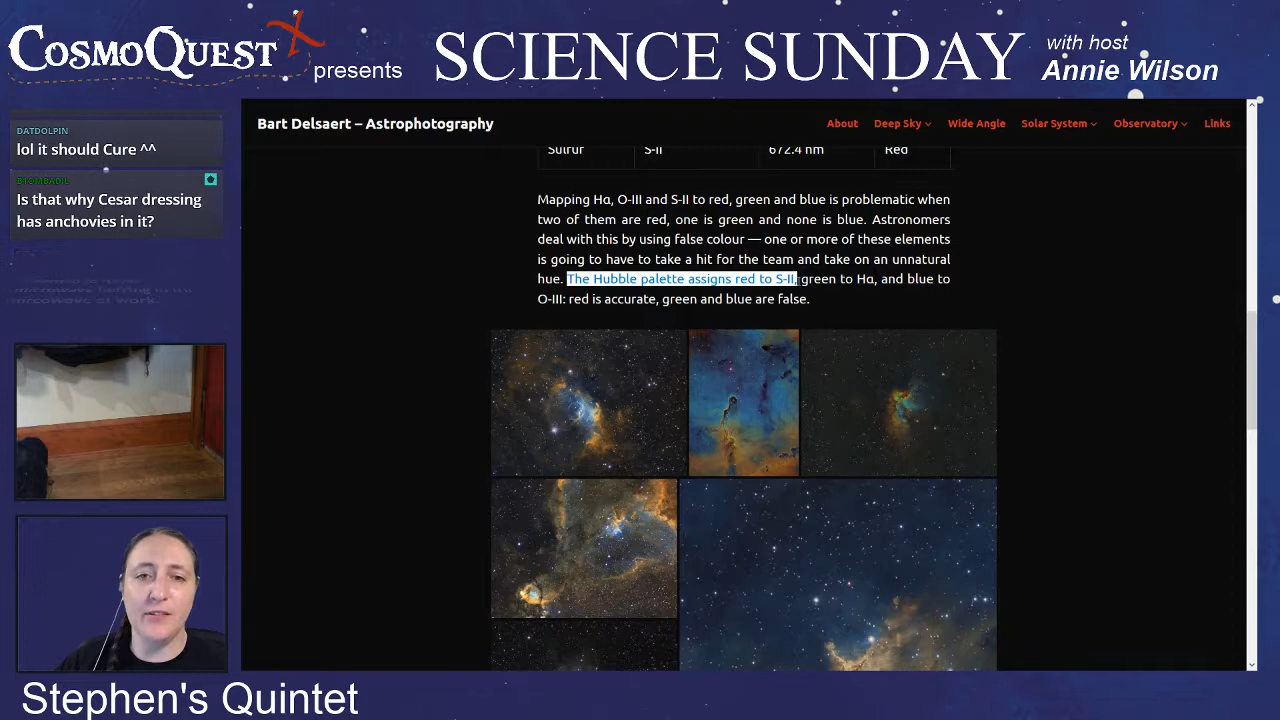 COSMOQUEST X
presents
SCIENCE SUNDAY
with host
Annie Wilson
DATDOLPIN
lol it should Cure ^^
Is that why Cesar dressing
has anchovies in it?
Bart Delsaert – Astrophotography
About
Deep Sky
Wide Angle
Solar System
Observatory
Links
Sulfur
S-II
672.4 nm
Red
Mapping Hα, O-III and S-II to red, green and blue is problematic when
two of them are red, one is green and none is blue. Astronomers
deal with this by using false colour — one or more of these elements
is going to have to take a hit for the team and take on an unnatural
hue. The Hubble palette assigns red to S-II, green to Hα, and blue to
O-III: red is accurate, green and blue are false.
Stephen's Quintet